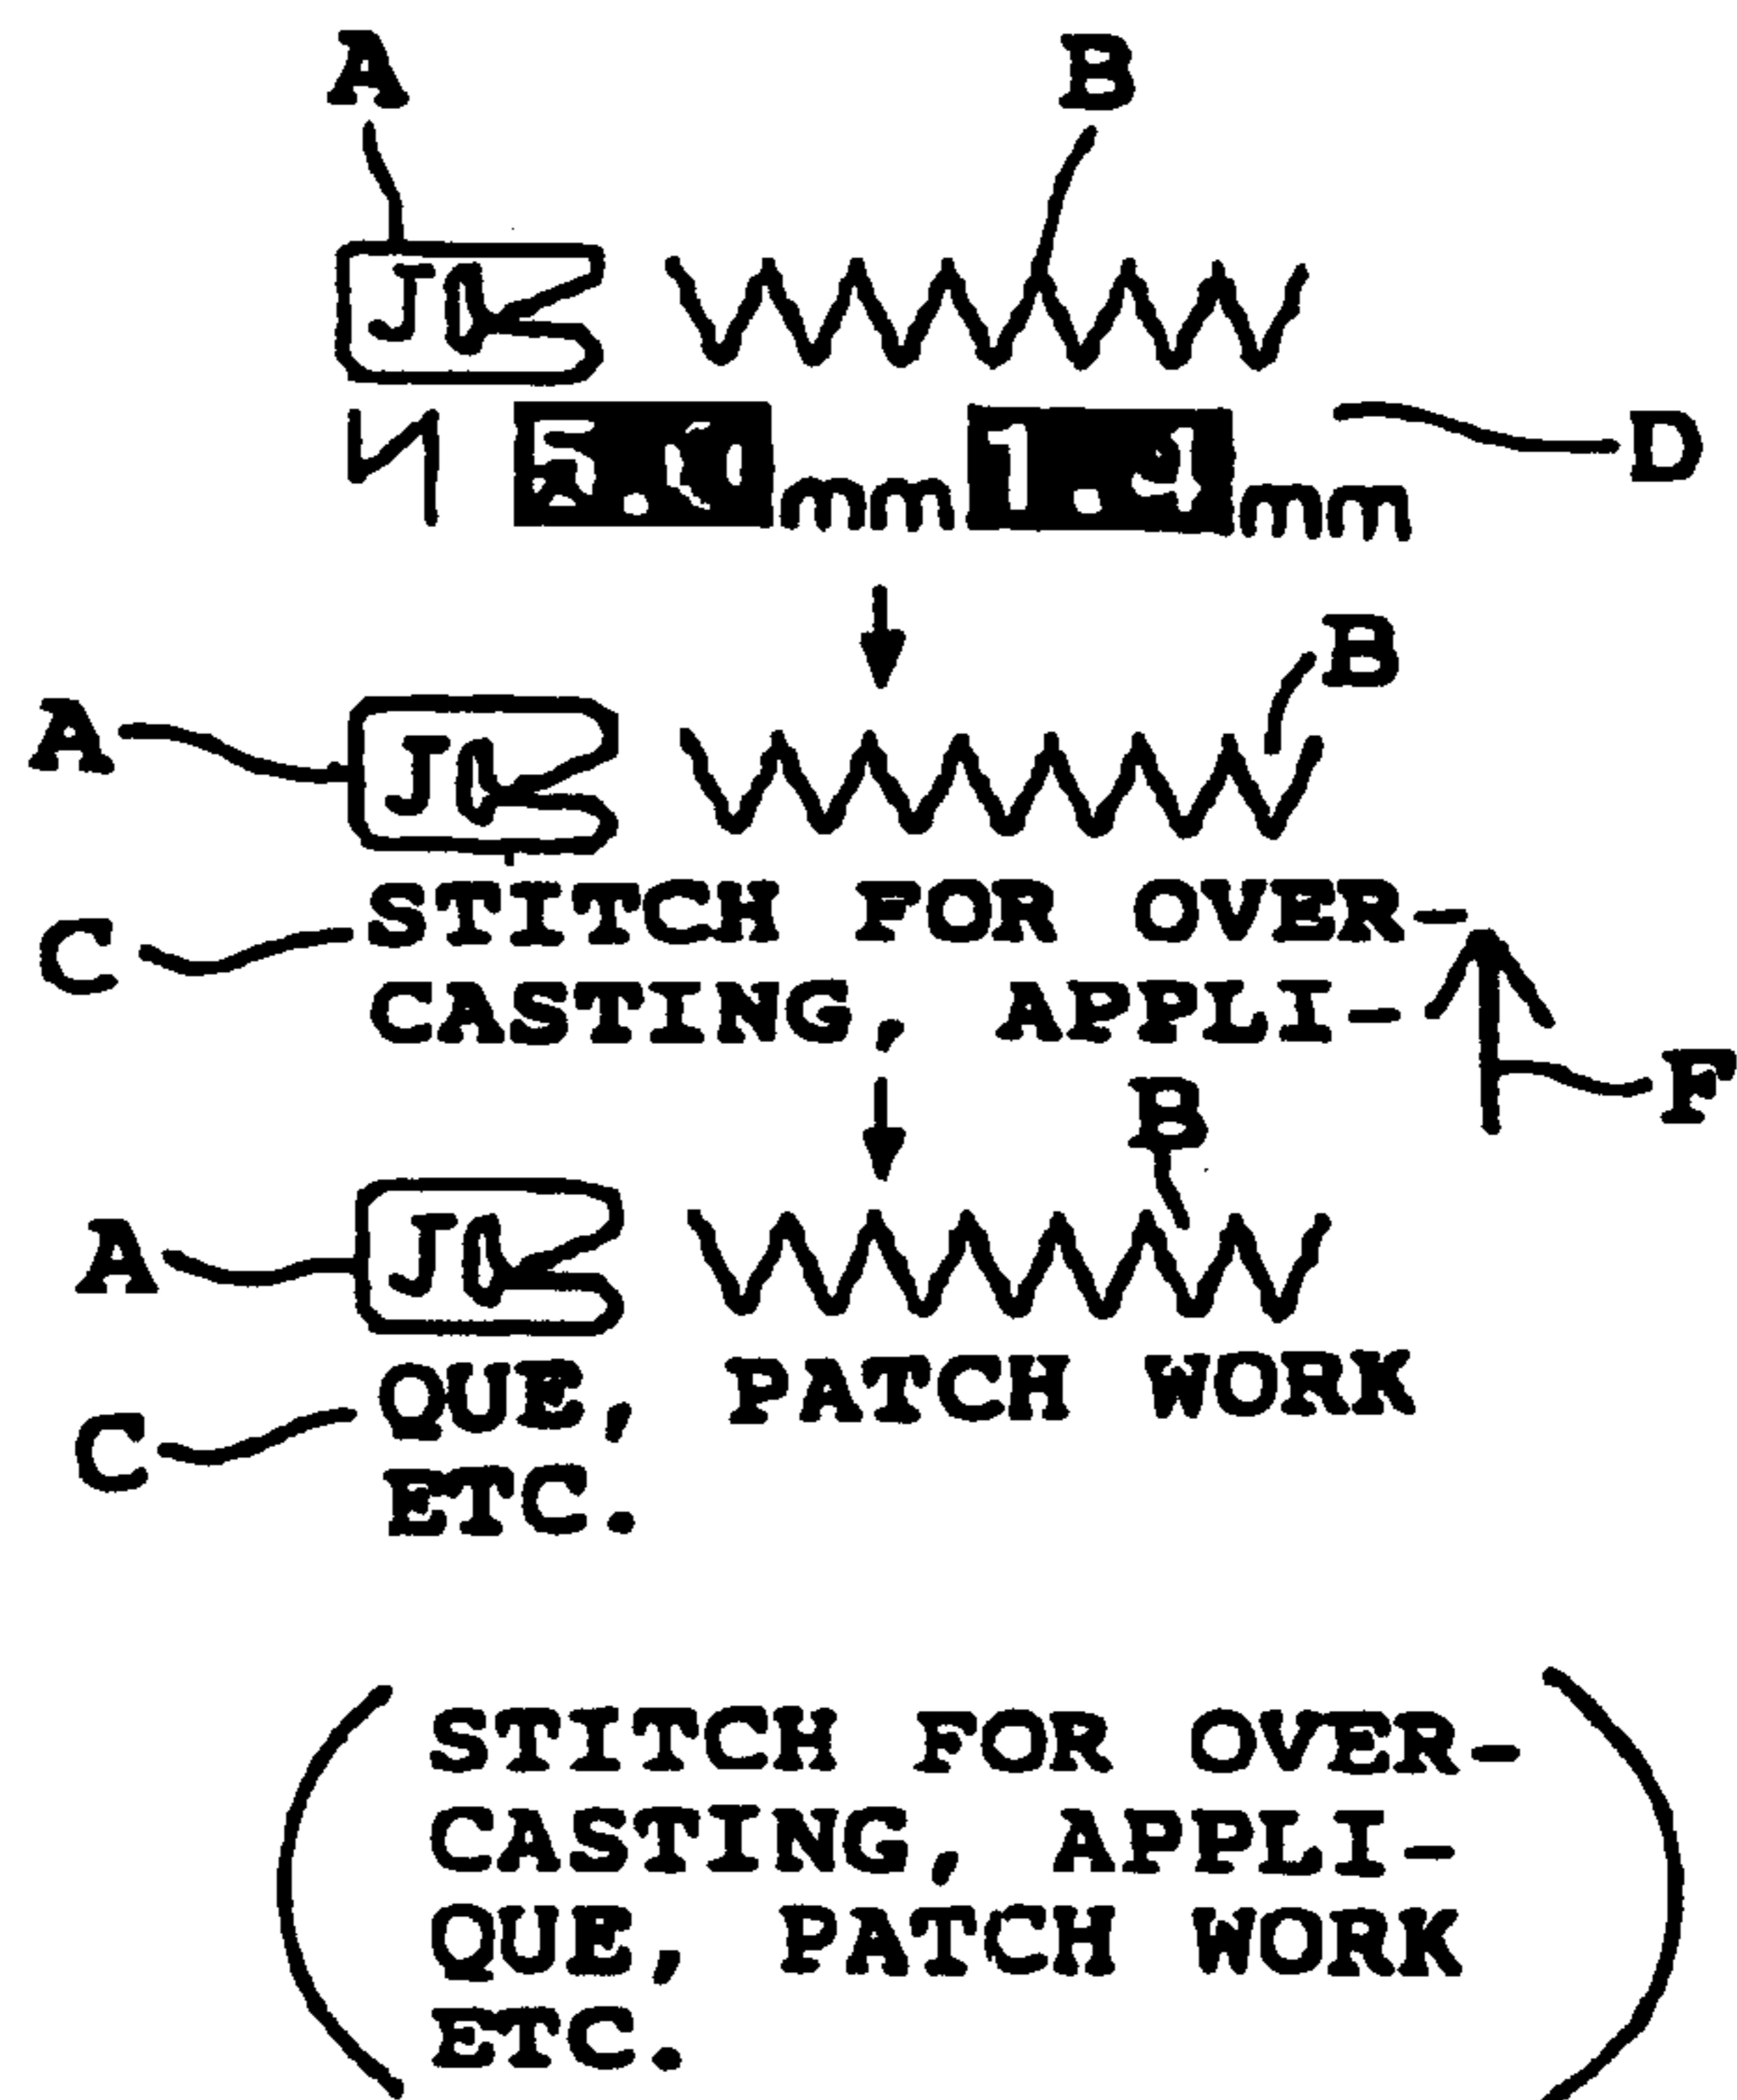 A B
J
5.0mm 1.9mm D
B
A J
C STITCH FOR OVER-
CASTING, APPLI-
F
B
A J
C QUE, PATCH WORK
ETC.
STITCH FOR OVER-
CASTING, APPLI-
QUE, PATCH WORK
ETC.